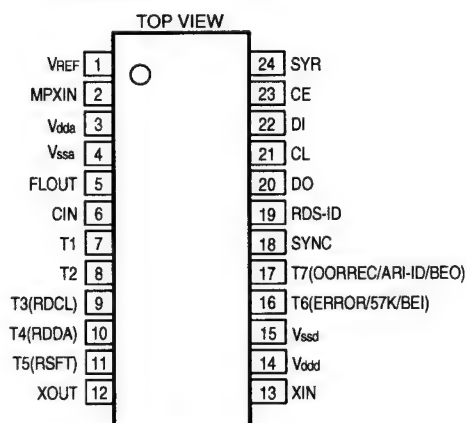 TOP VIEW
VREF 1
MPXIN 2
Vdda 3
Vssa 4
FLOUT 5
CIN 6
T1 7
T2 8
T3(RDCL) 9
T4(RDDA) 10
T5(RSFT) 11
XOUT 12
24 SYR
23 CE
22 DI
21 CL
20 DO
19 RDS-ID
18 SYNC
17 T7(OORREC/ARI-ID/BEO)
16 T6(ERROR/57K/BEI)
15 Vssd
14 Vddd
13 XIN